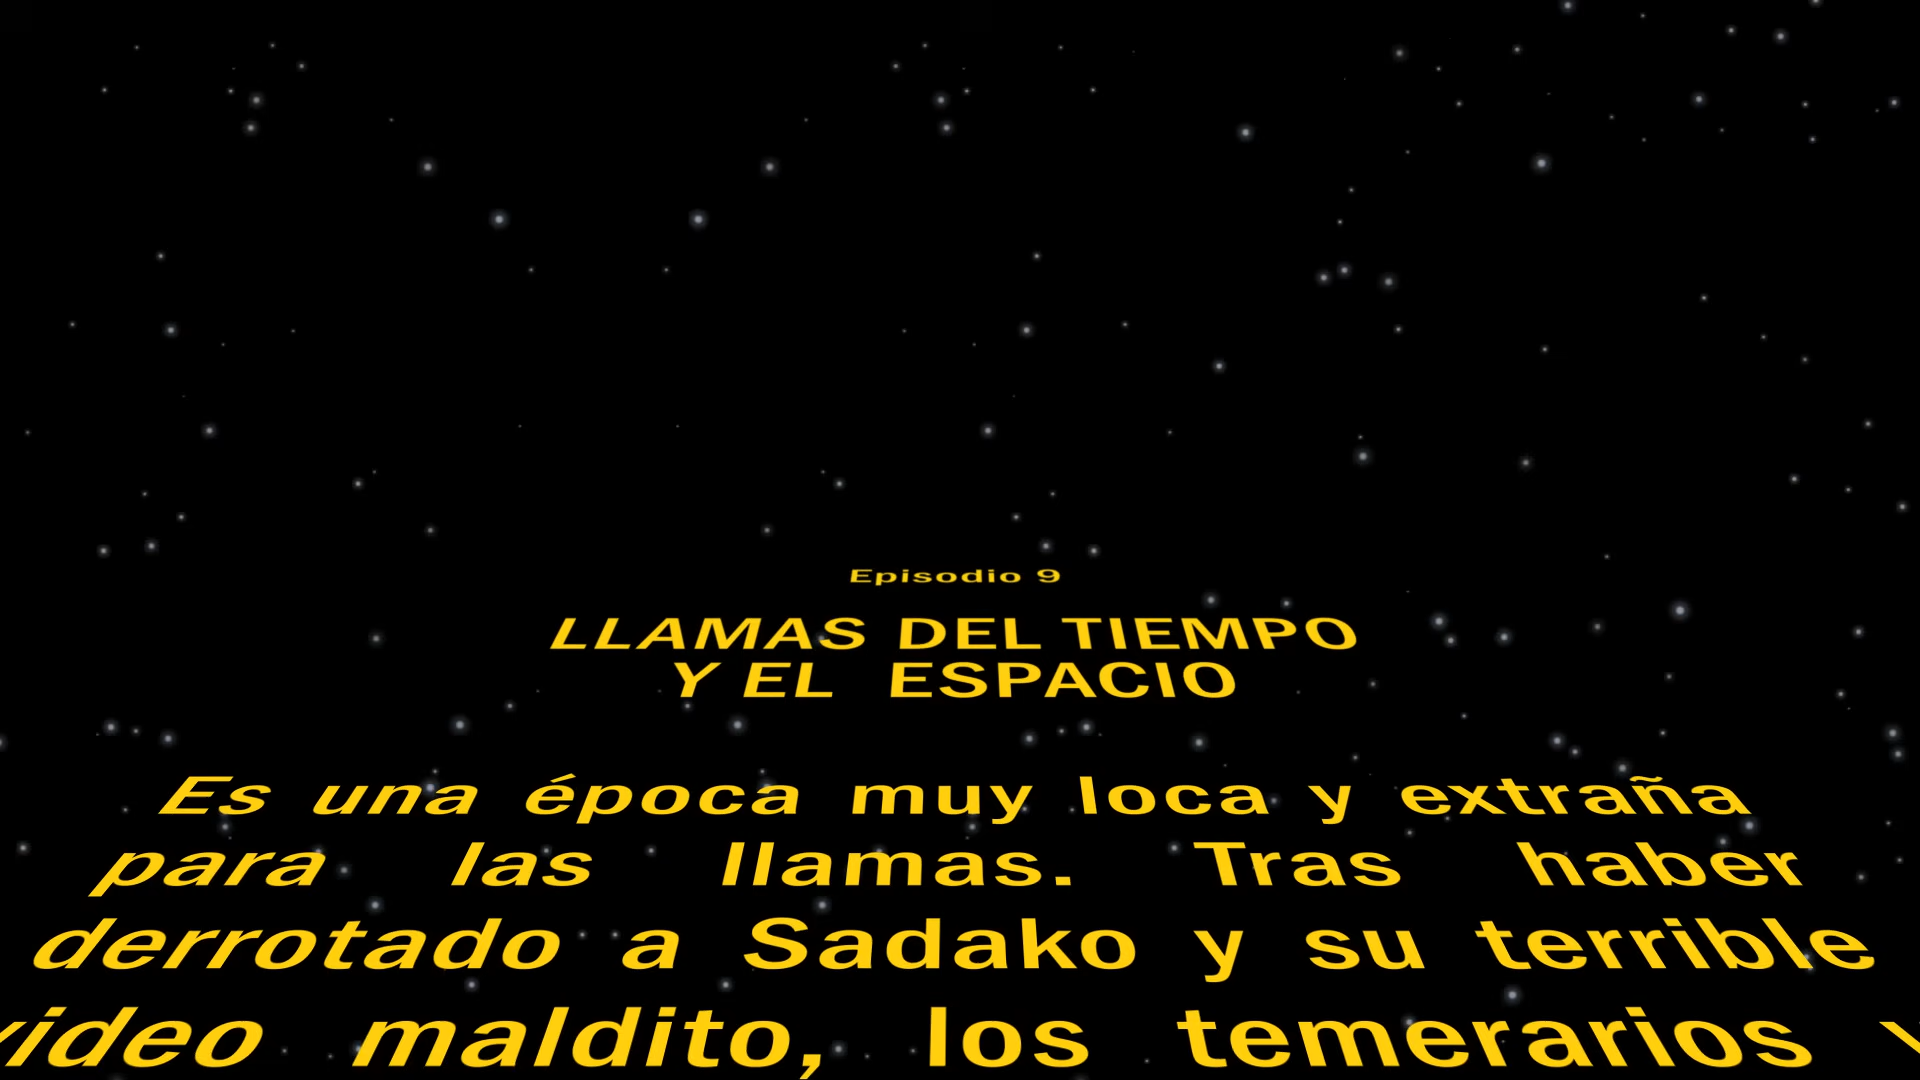 Episodio 9
LLAMAS DEL TIEMPO
Y EL ESPACIO
Es una época muy loca y extraña
para las llamas. Tras haber
derrotado a Sadako y su terrible
video maldito, los temerarios y